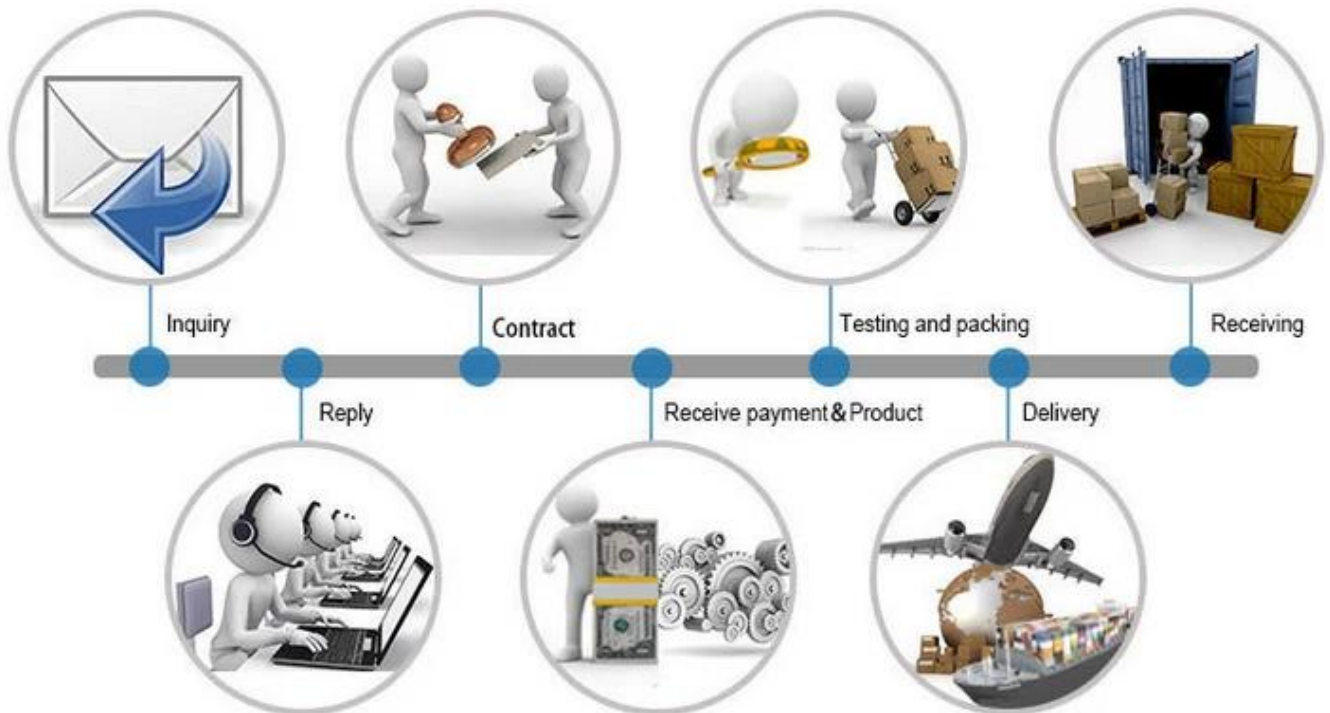 Inquiry
Reply
Contract
Receive payment&Product
Testing and packing
Delivery
Receiving